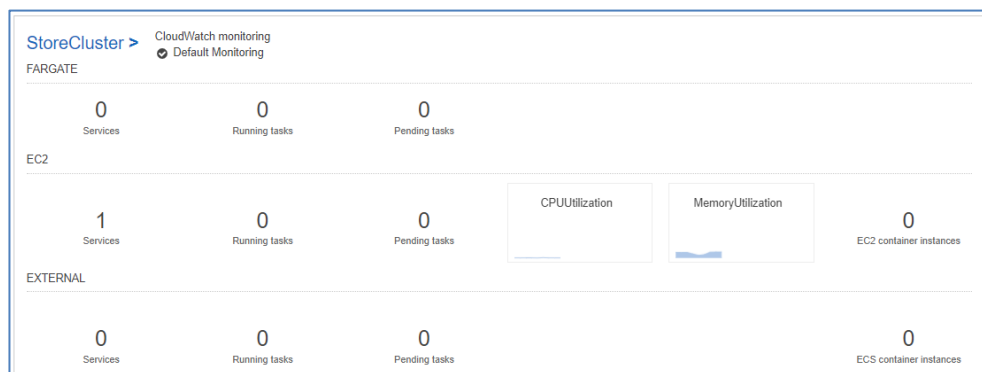 StoreCluster > CloudWatch monitoring
Default Monitoring
FARGATE
0 0 0
Services Running tasks Pending tasks
EC2
CPUUtilization MemoryUtilization
1 0 0 0
Services Running tasks Pending tasks EC2 container instances
EXTERNAL
0 0 0 0
Services Running tasks Pending tasks ECS container instances